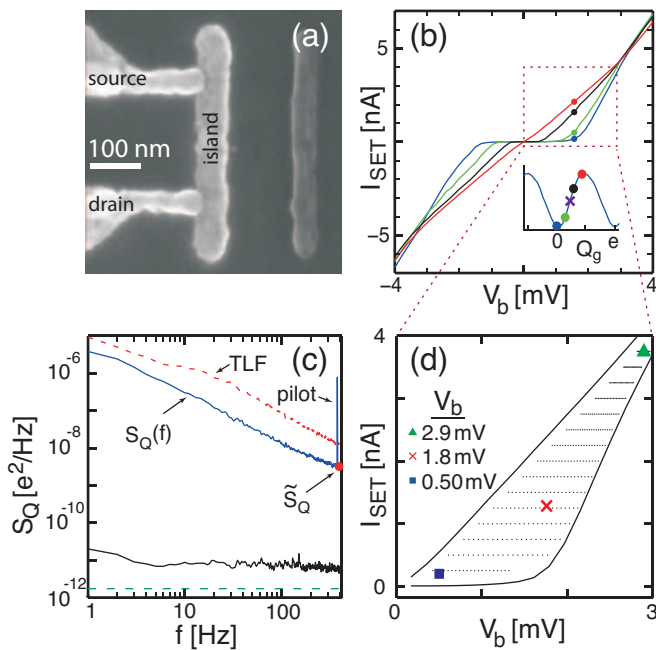 (a)
source
island
100 nm
drain
(b)
I_SET [nA]
5
-5
-4
4
V_b [mV]
0
e
Q_g
(c)
S_Q [e²/Hz]
10⁻⁶
10⁻⁸
10⁻¹⁰
10⁻¹²
TLF
pilot
S_Q(f)
S̃_Q
1
10
100
f [Hz]
(d)
I_SET [nA]
4
0
V_b
2.9 mV
1.8 mV
0.50 mV
0
3
V_b [mV]